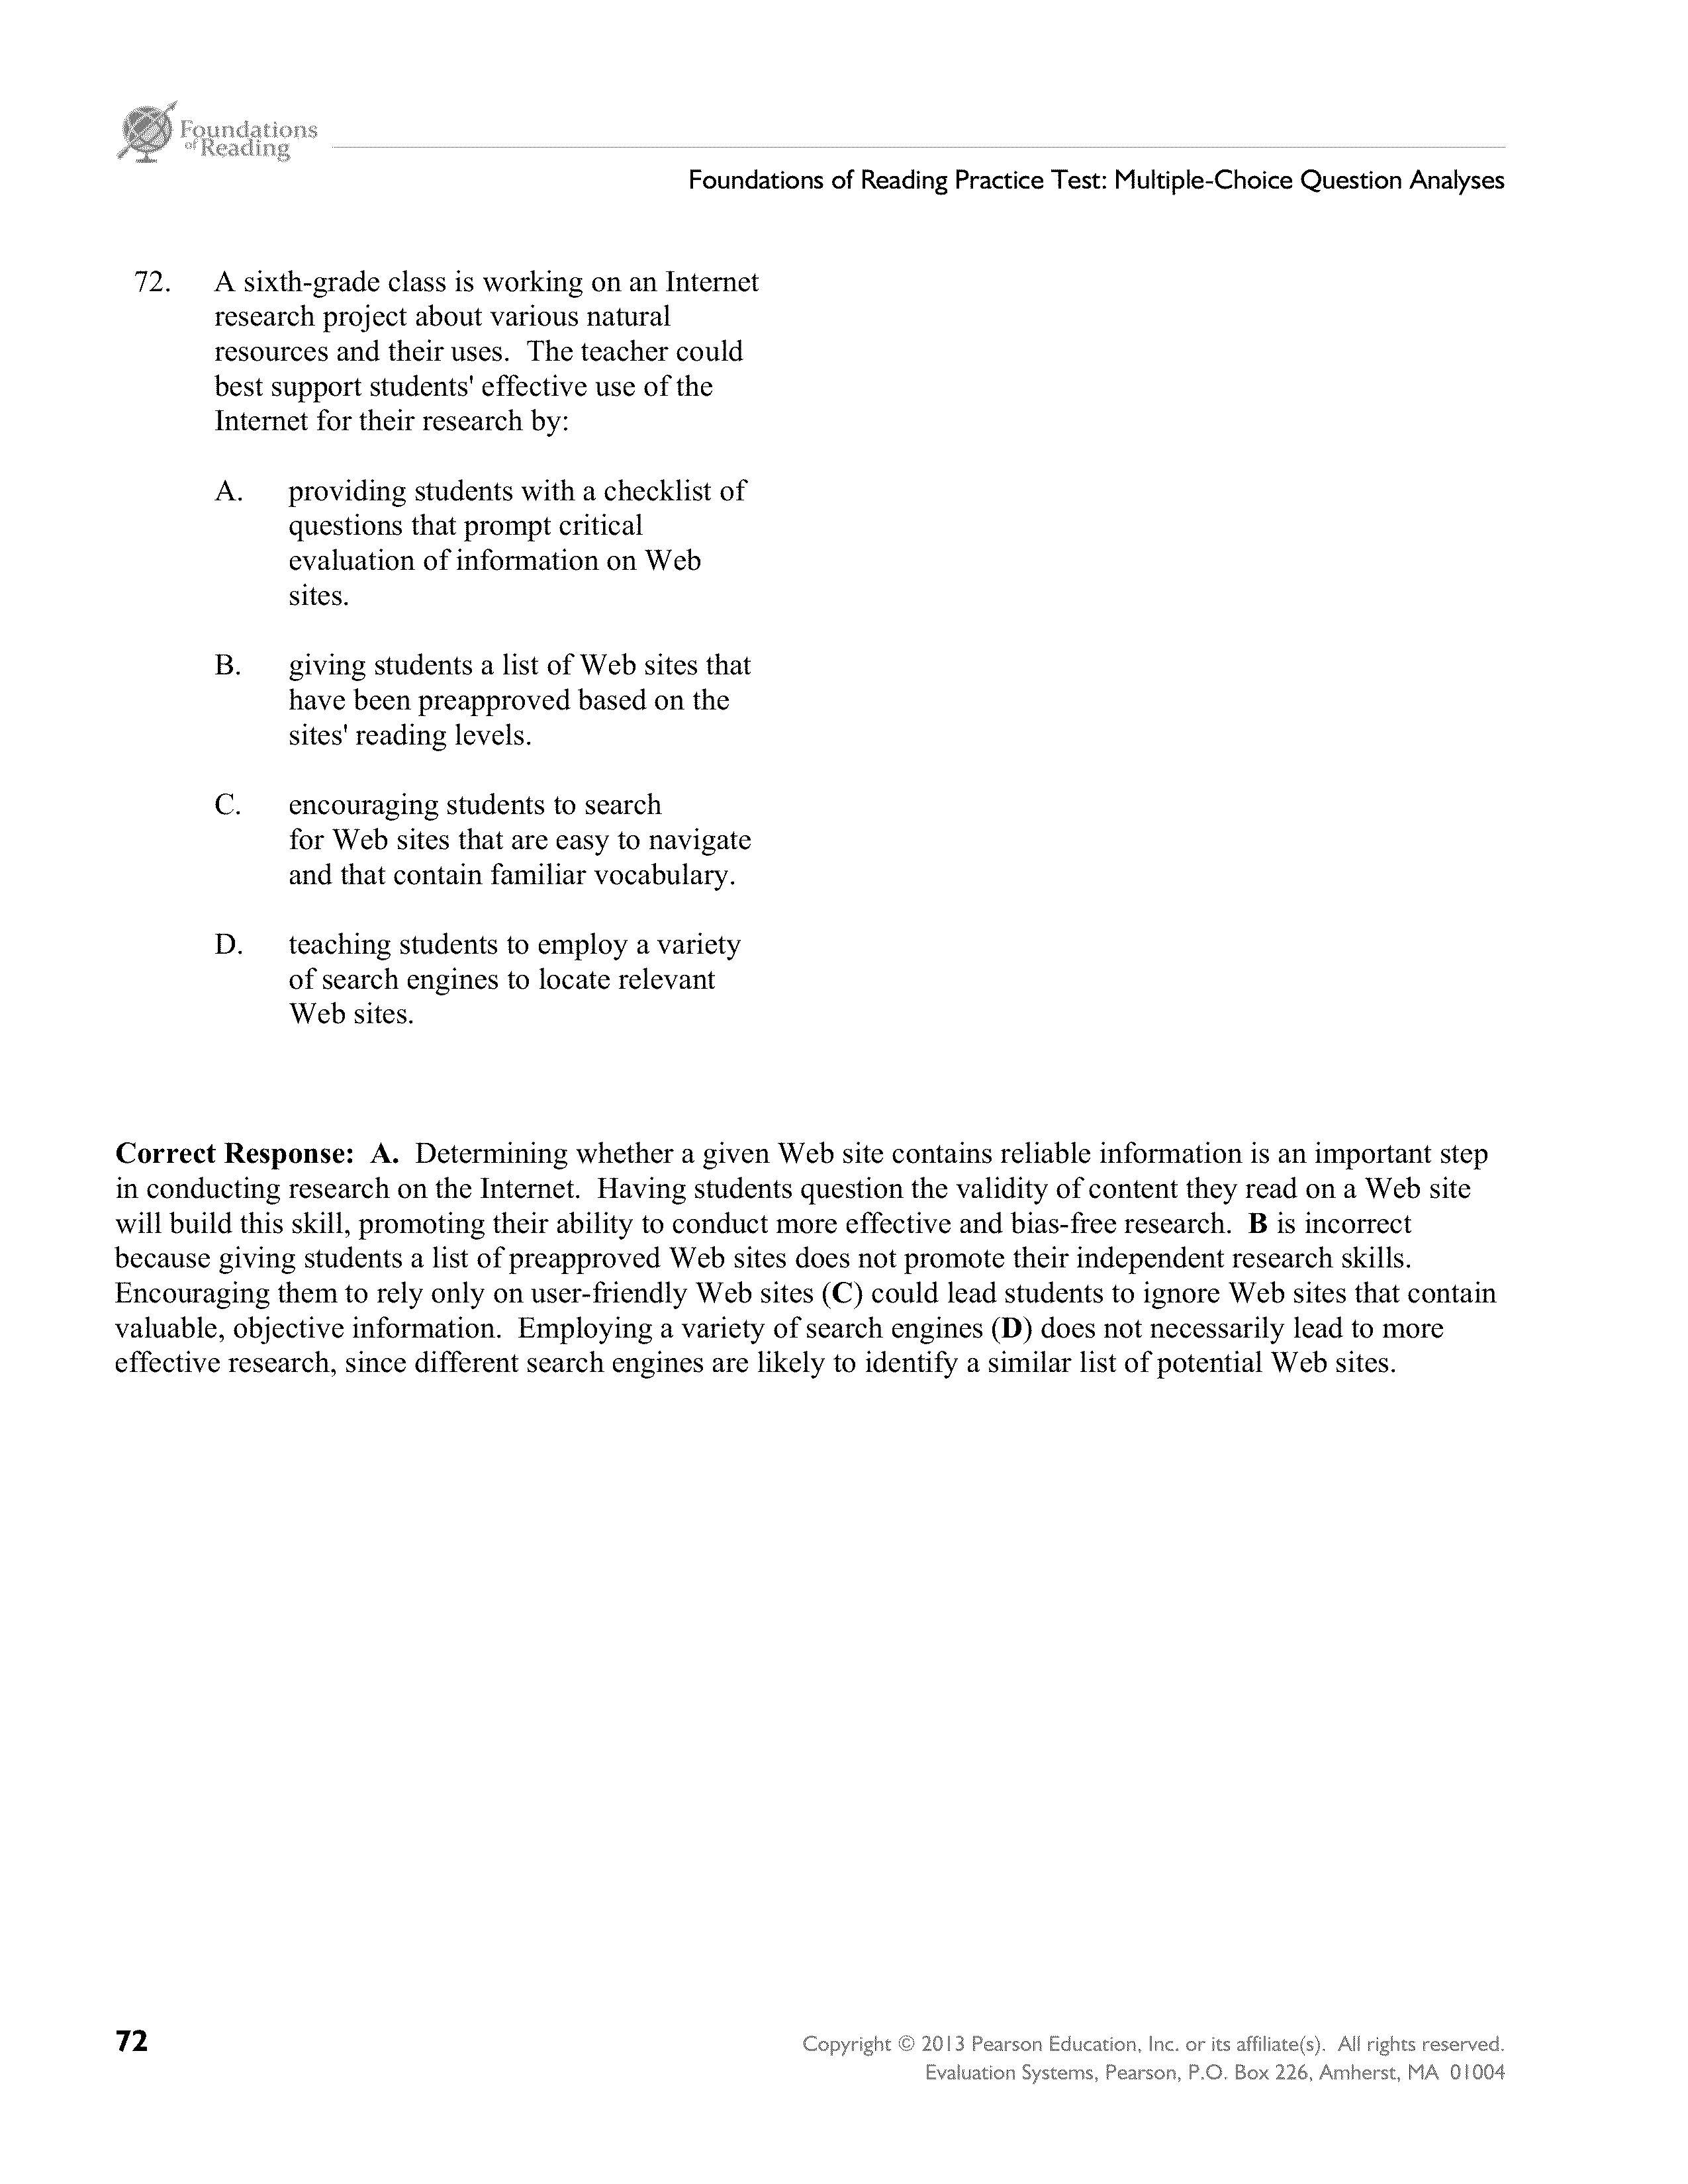 Foundations
of Reading
Foundations of Reading Practice Test: Multiple-Choice Question Analyses
72. A sixth-grade class is working on an Internet
research project about various natural
resources and their uses. The teacher could
best support students' effective use of the
Internet for their research by:
A. providing students with a checklist of
questions that prompt critical
evaluation of information on Web
sites.
B. giving students a list of Web sites that
have been preapproved based on the
sites' reading levels.
C. encouraging students to search
for Web sites that are easy to navigate
and that contain familiar vocabulary.
D. teaching students to employ a variety
of search engines to locate relevant
Web sites.
Correct Response: A. Determining whether a given Web site contains reliable information is an important step
in conducting research on the Internet. Having students question the validity of content they read on a Web site
will build this skill, promoting their ability to conduct more effective and bias-free research. B is incorrect
because giving students a list of preapproved Web sites does not promote their independent research skills.
Encouraging them to rely only on user-friendly Web sites (C) could lead students to ignore Web sites that contain
valuable, objective information. Employing a variety of search engines (D) does not necessarily lead to more
effective research, since different search engines are likely to identify a similar list of potential Web sites.
72
Copyright © 2013 Pearson Education, Inc. or its affiliate(s). All rights reserved.
Evaluation Systems, Pearson, P.O. Box 226, Amherst, MA 01004